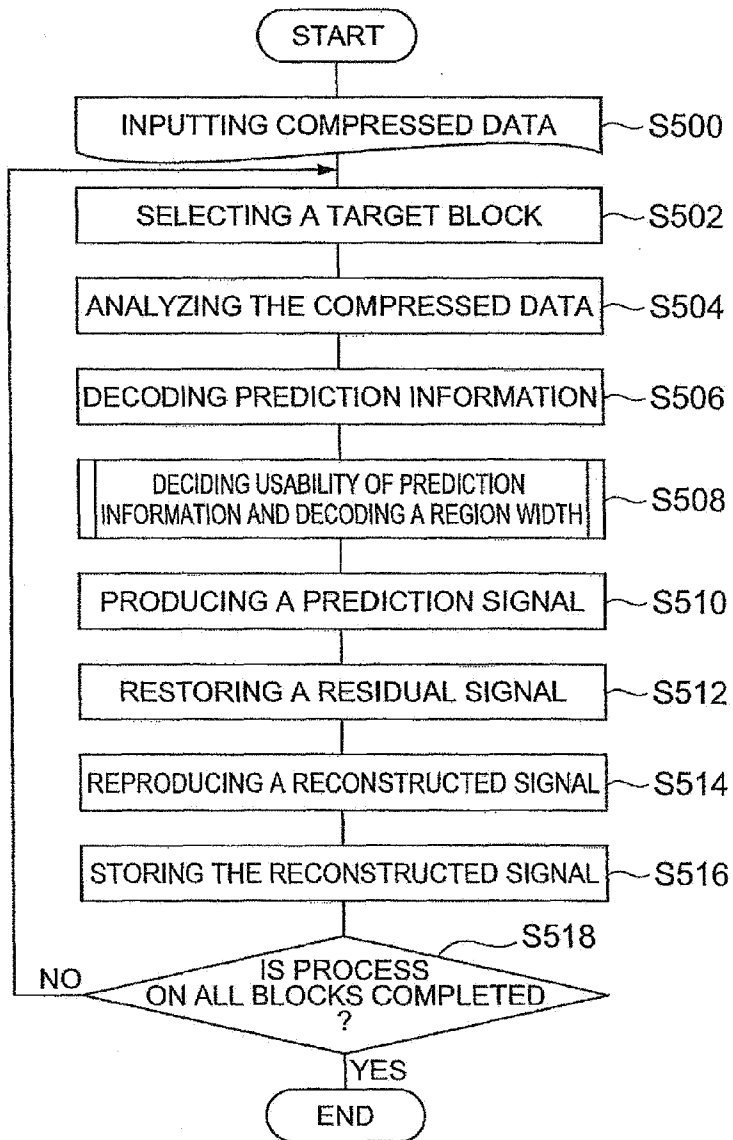 START
INPUTTING COMPRESSED DATA S500
SELECTING A TARGET BLOCK S502
ANALYZING THE COMPRESSED DATA S504
DECODING PREDICTION INFORMATION S506
DECIDING USABILITY OF PREDICTION
INFORMATION AND DECODING A REGION WIDTH S508
PRODUCING A PREDICTION SIGNAL S510
RESTORING A RESIDUAL SIGNAL S512
REPRODUCING A RECONSTRUCTED SIGNAL S514
STORING THE RECONSTRUCTED SIGNAL S516
S518
IS PROCESS
NO ON ALL BLOCKS COMPLETED
?
YES
END